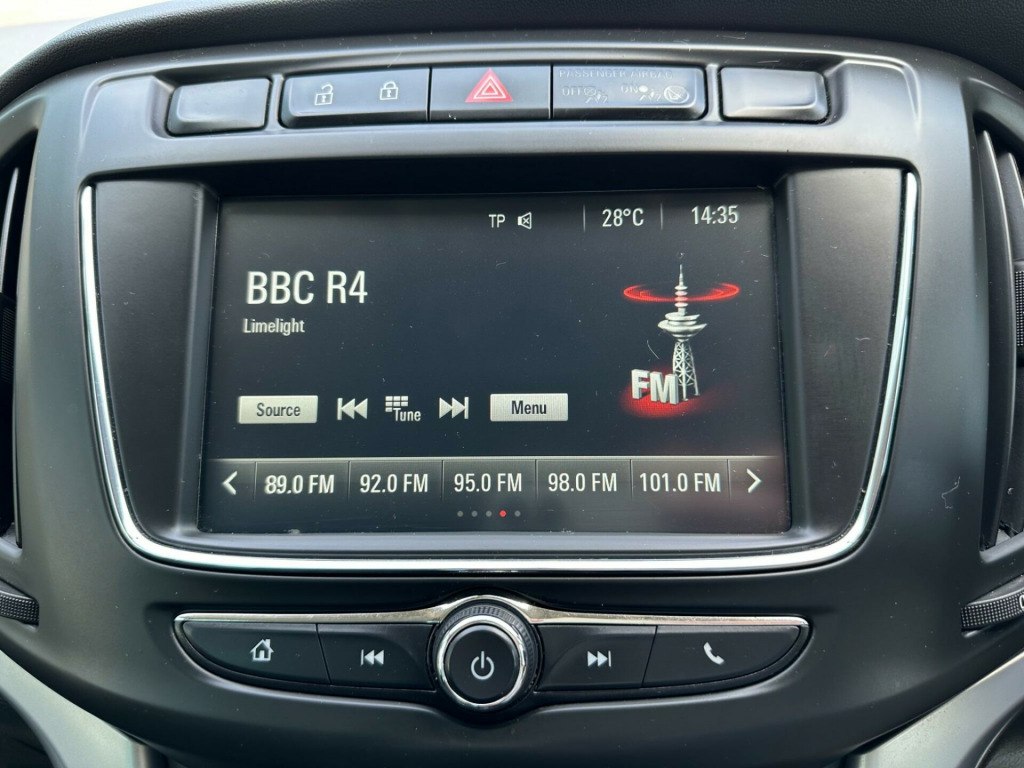 PASSENGER AIRBAG
OFF ON
TP 28°C 14:35
BBC R4
Limelight
FM
Source Tune Menu
89.0 FM 92.0 FM 95.0 FM 98.0 FM 101.0 FM